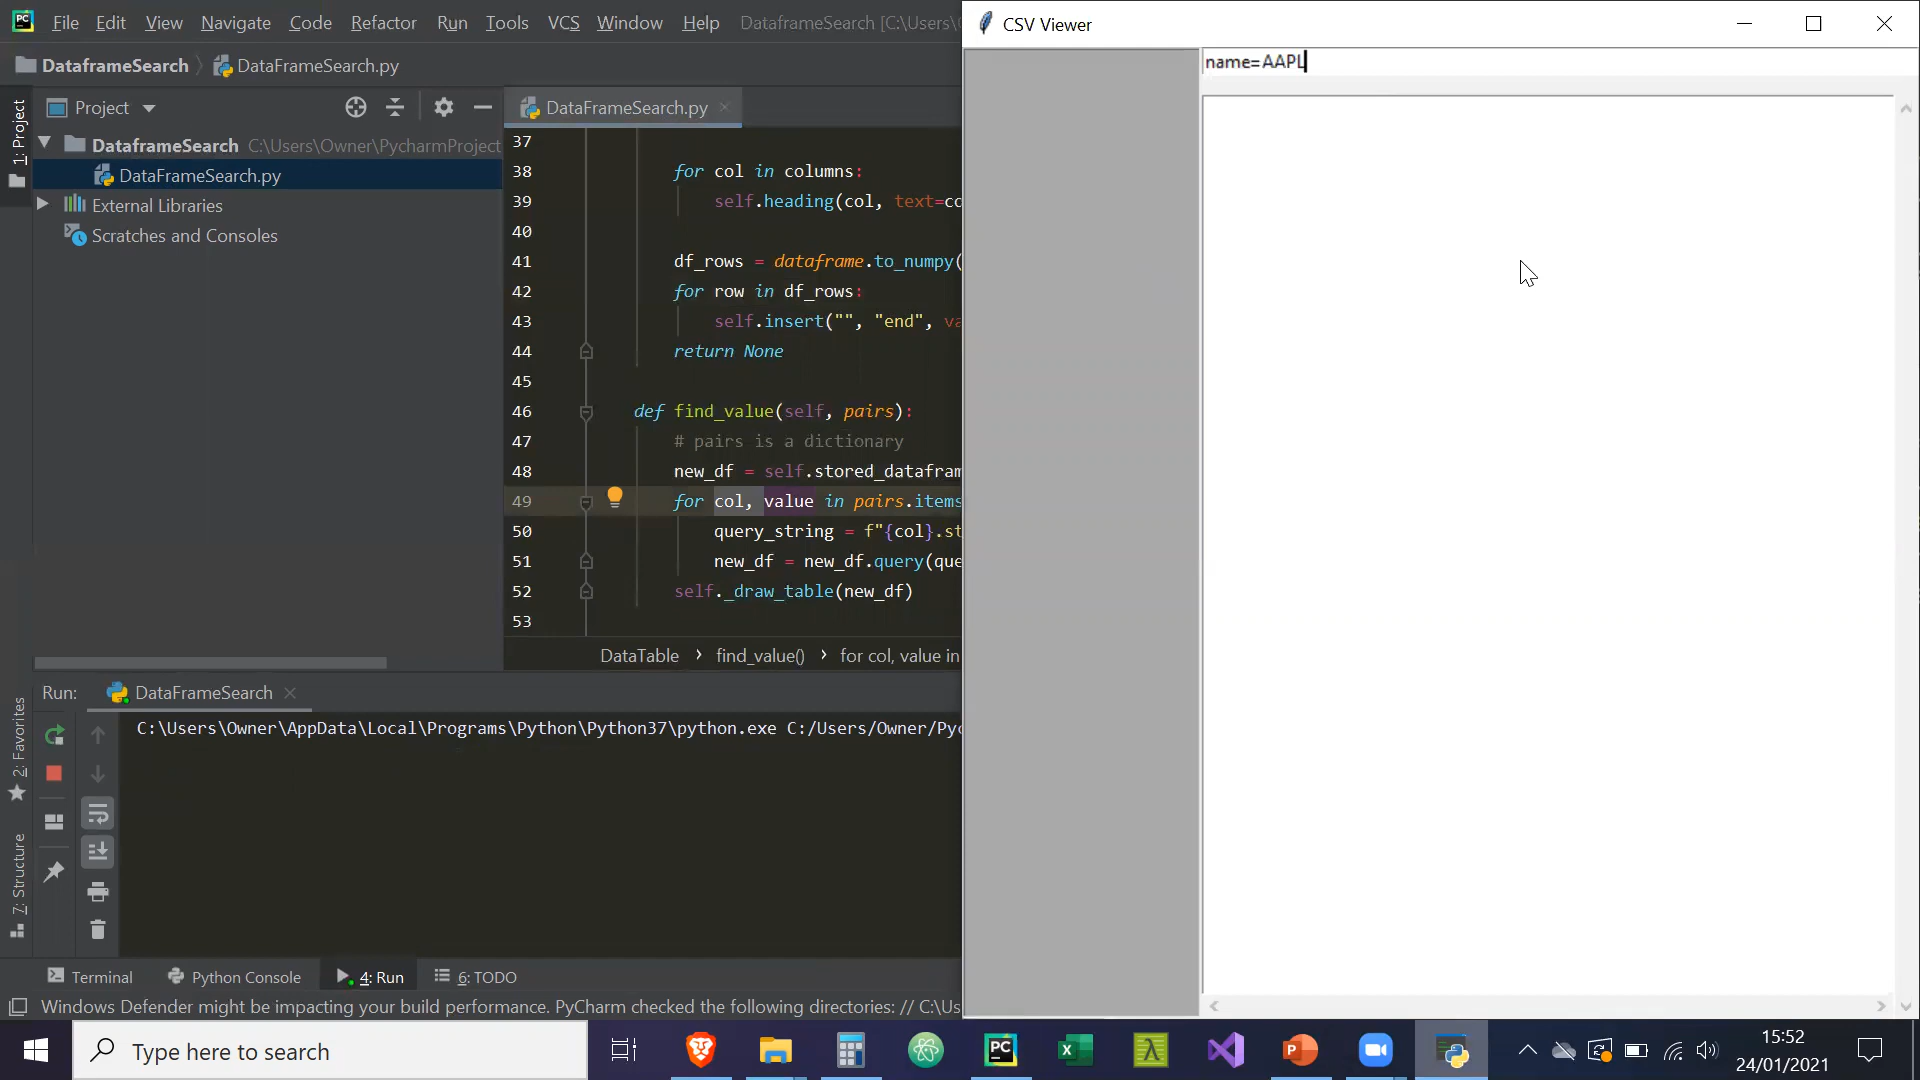 File Edit View Navigate Code Refactor Run Tools VCS Window Help DataframeSearch [C:\Users\O
CSV Viewer
DataframeSearch DataFrameSearch.py
name=AAPL
1: Project
Project
DataFrameSearch.py
DataframeSearch C:\Users\Owner\PycharmProject
DataFrameSearch.py
External Libraries
Scratches and Consoles
37
38 for col in columns:
39 self.heading(col, text=co
40
41 df_rows = dataframe.to_numpy(
42 for row in df_rows:
43 self.insert("", "end", va
44 return None
45
46 def find_value(self, pairs):
47 # pairs is a dictionary
48 new_df = self.stored_datafram
49 for col, value in pairs.items
50 query_string = f"{col}.st
51 new_df = new_df.query(que
52 self._draw_table(new_df)
53
DataTable › find_value() › for col, value in
Run: DataFrameSearch
C:\Users\Owner\AppData\Local\Programs\Python\Python37\python.exe C:/Users/Owner/Pyc
2: Favorites
7: Structure
Terminal Python Console 4: Run 6: TODO
Windows Defender might be impacting your build performance. PyCharm checked the following directories: // C:\Us
Type here to search
PC
15:52
24/01/2021